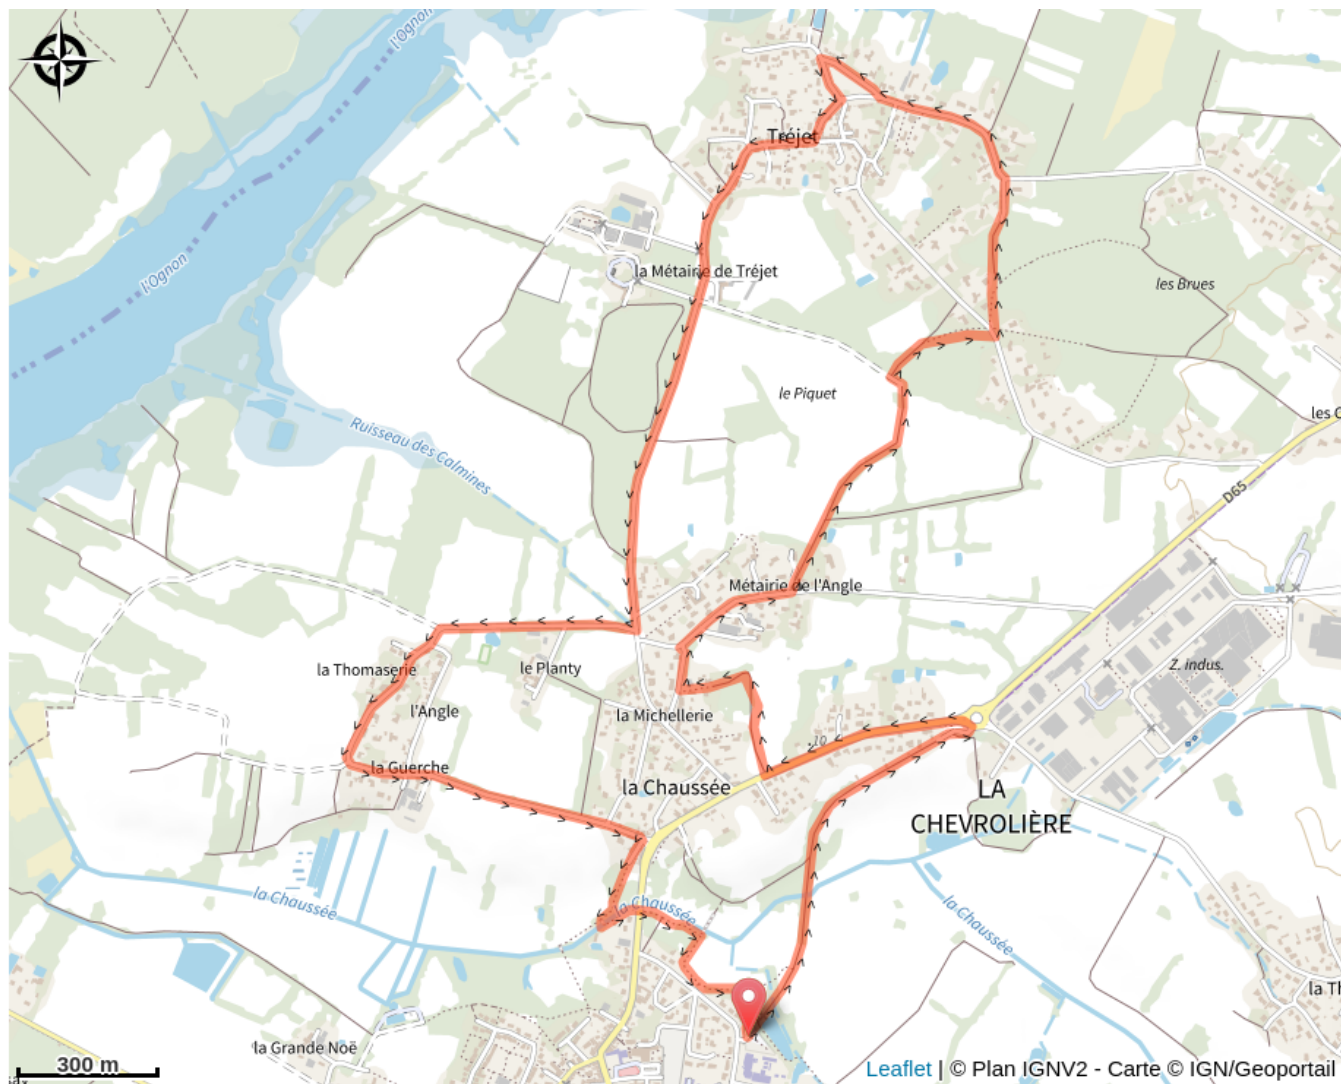 l'Ognon
Tréjet
l'Ognon
la Métairie de Tréjet
les Brues
le Piquet
les C
Ruisseau des Calmines
D65
Métairie de l'Angle
la Thomaserie
le Planty
Z. indus.
l'Angle
la Michellerie
10
la Guerche
la Chaussée
LA
CHEVROLIÈRE
la Chaussée
la Chaussée
la Chaussée
la Th
la Grande Noë
300 m
ax
Leaflet | © Plan IGNV2 - Carte © IGN/Geoportail